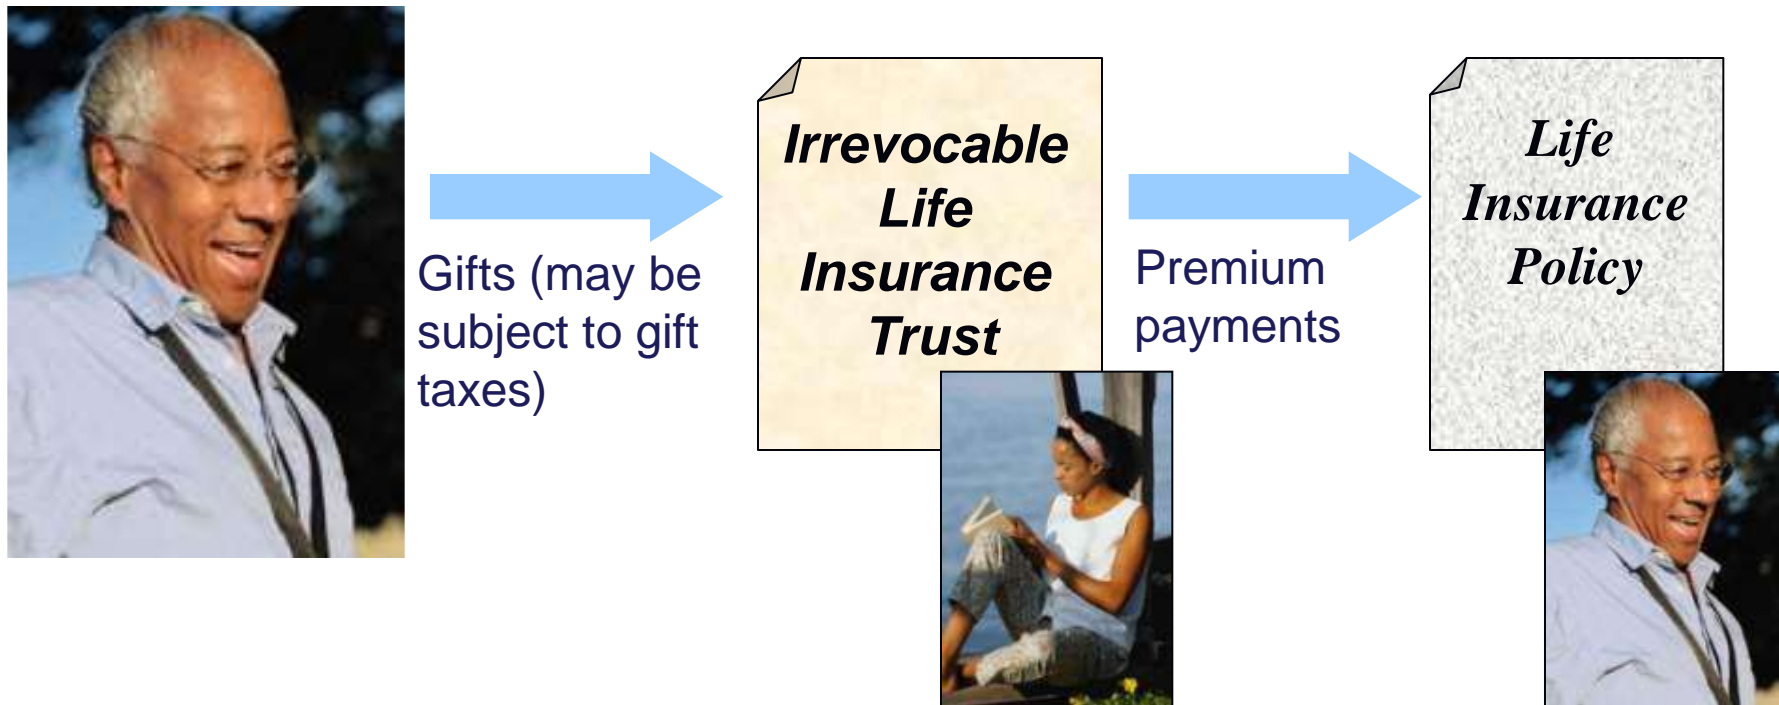 Irrevocable
Life
Insurance
Trust
Life
Insurance
Policy
Gifts (may be
subject to gift
taxes)
Premium
payments